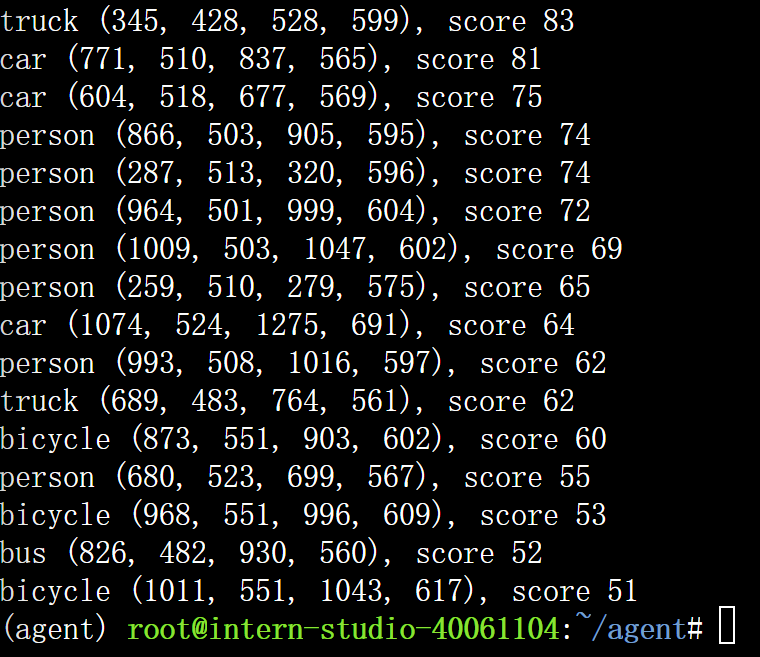 truck (345, 428, 528, 599), score 83
car (771, 510, 837, 565), score 81
car (604, 518, 677, 569), score 75
person (866, 503, 905, 595), score 74
person (287, 513, 320, 596), score 74
person (964, 501, 999, 604), score 72
person (1009, 503, 1047, 602), score 69
person (259, 510, 279, 575), score 65
car (1074, 524, 1275, 691), score 64
person (993, 508, 1016, 597), score 62
truck (689, 483, 764, 561), score 62
bicycle (873, 551, 903, 602), score 60
person (680, 523, 699, 567), score 55
bicycle (968, 551, 996, 609), score 53
bus (826, 482, 930, 560), score 52
bicycle (1011, 551, 1043, 617), score 51
(agent) root@intern-studio-40061104:~/agent#